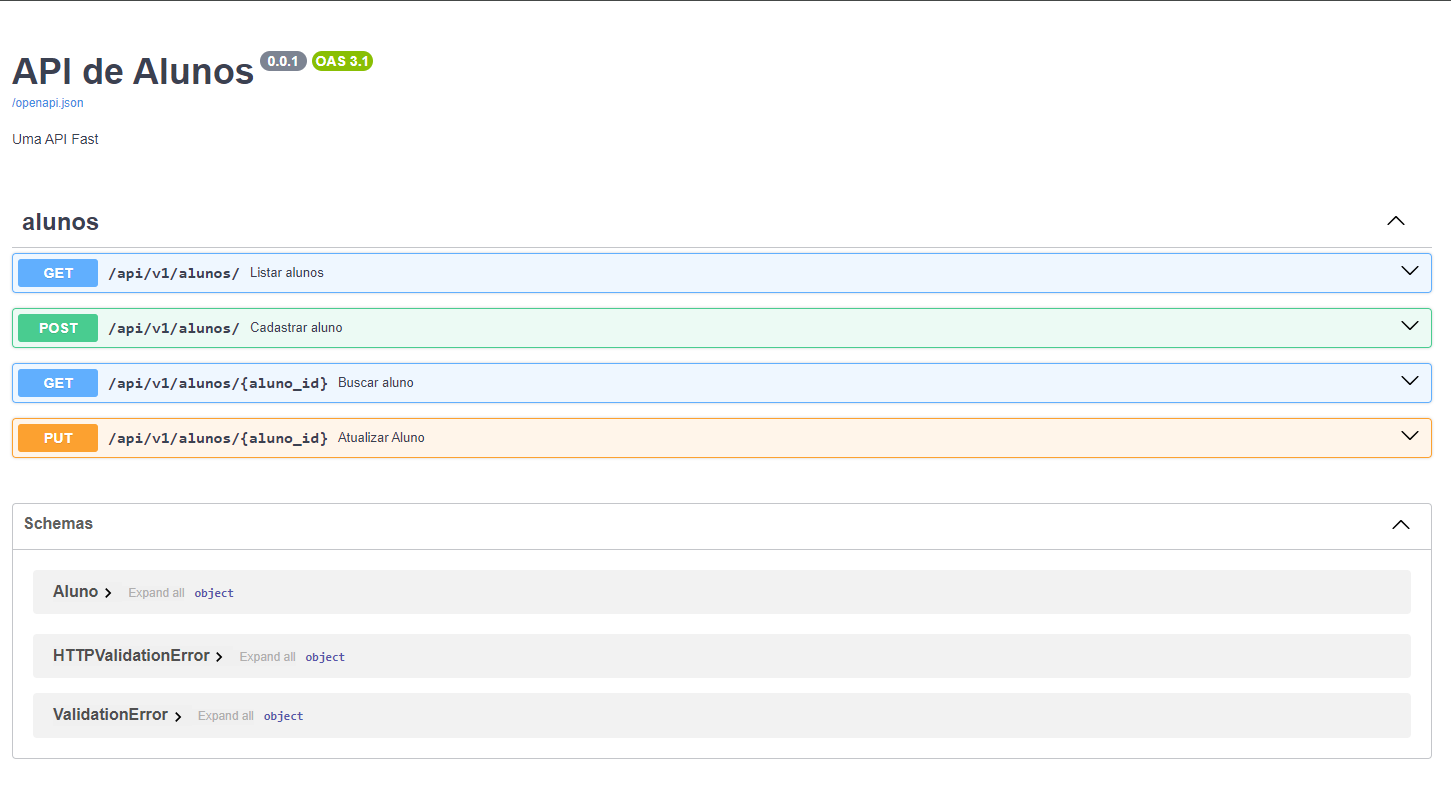 API de Alunos 0.0.1 OAS 3.1
/openapi.json
Uma API Fast
alunos
GET /api/v1/alunos/ Listar alunos
POST /api/v1/alunos/ Cadastrar aluno
GET /api/v1/alunos/{aluno_id} Buscar aluno
PUT /api/v1/alunos/{aluno_id} Atualizar Aluno
Schemas
Aluno Expand all object
HTTPValidationError Expand all object
ValidationError Expand all object